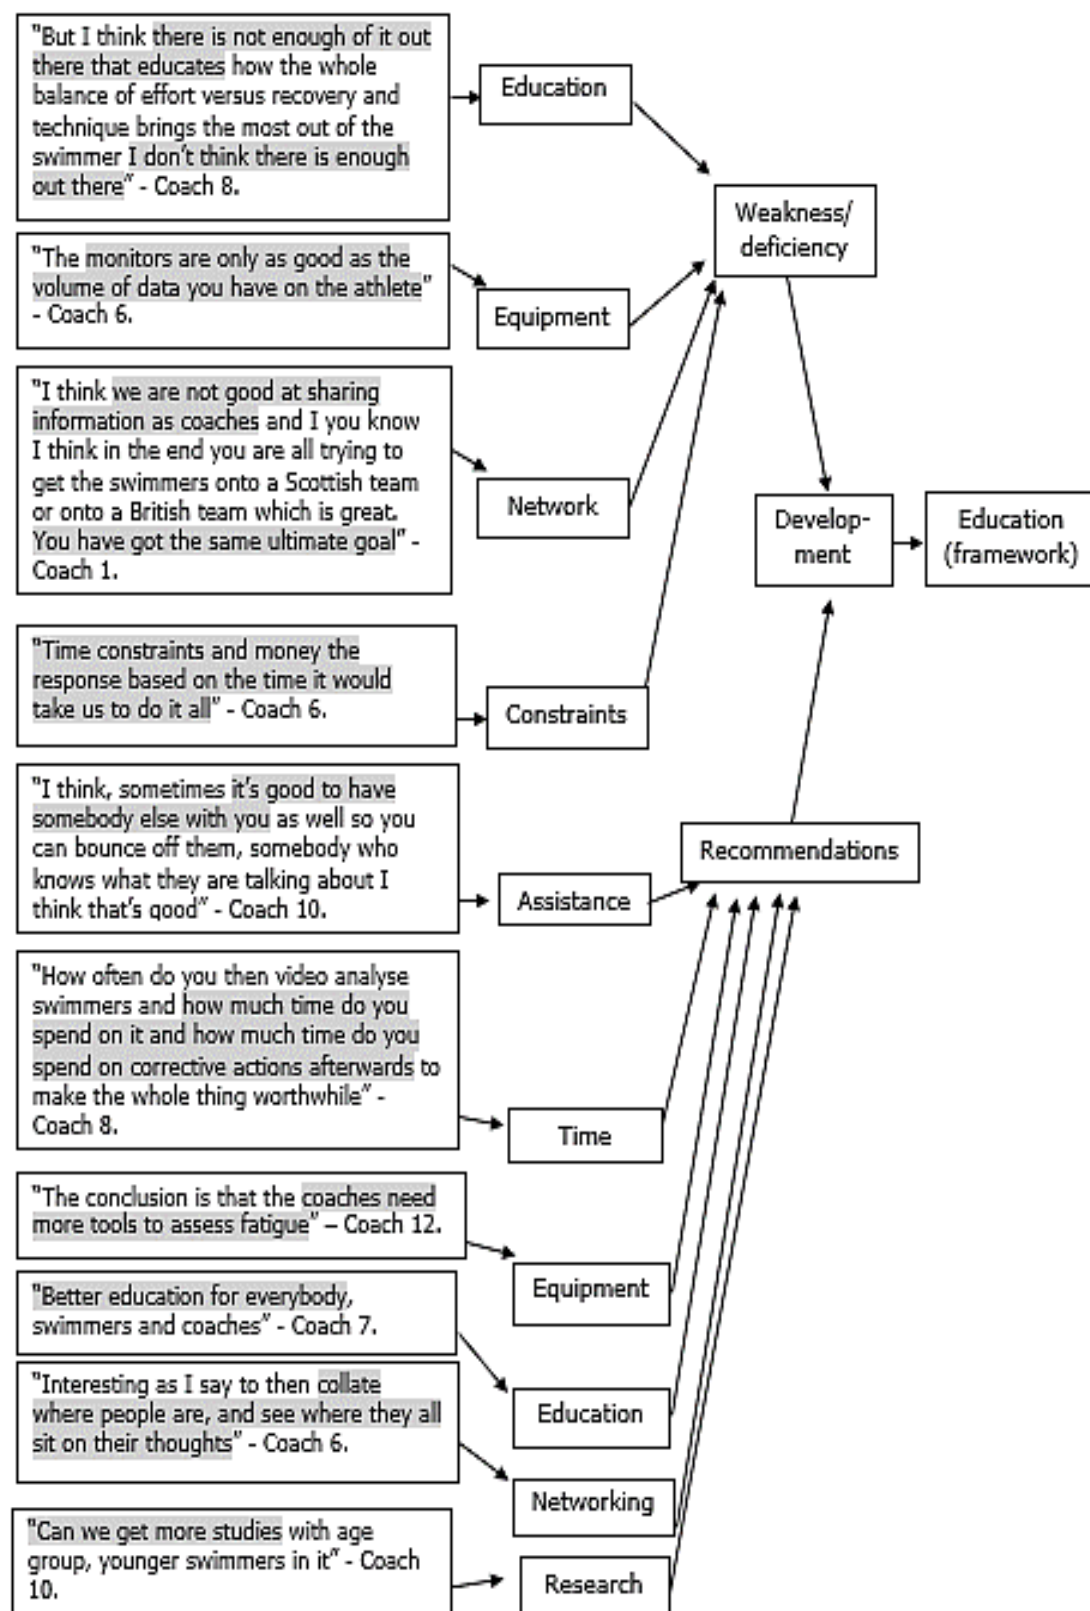 "But I think there is not enough of it out
there that educates how the whole
balance of effort versus recovery and
technique brings the most out of the
swimmer I don't think there is enough
out there" - Coach 8.
Education
Weakness/
deficiency
"The monitors are only as good as the
volume of data you have on the athlete"
- Coach 6.
Equipment
"I think we are not good at sharing
information as coaches and I you know
I think in the end you are all trying to
get the swimmers onto a Scottish team
or onto a British team which is great.
You have got the same ultimate goal" -
Coach 1.
Network
Develop-
ment
Education
(framework)
"Time constraints and money the
response based on the time it would
take us to do it all" - Coach 6.
Constraints
"I think, sometimes it's good to have
somebody else with you as well so you
can bounce off them, somebody who
knows what they are talking about I
think that's good" - Coach 10.
Assistance
Recommendations
"How often do you then video analyse
swimmers and how much time do you
spend on it and how much time do you
spend on corrective actions afterwards to
make the whole thing worthwhile" -
Coach 8.
Time
"The conclusion is that the coaches need
more tools to assess fatigue" – Coach 12.
Equipment
"Better education for everybody,
swimmers and coaches" - Coach 7.
Education
"Interesting as I say to then collate
where people are, and see where they all
sit on their thoughts" - Coach 6.
Networking
"Can we get more studies with age
group, younger swimmers in it" - Coach
10.
Research